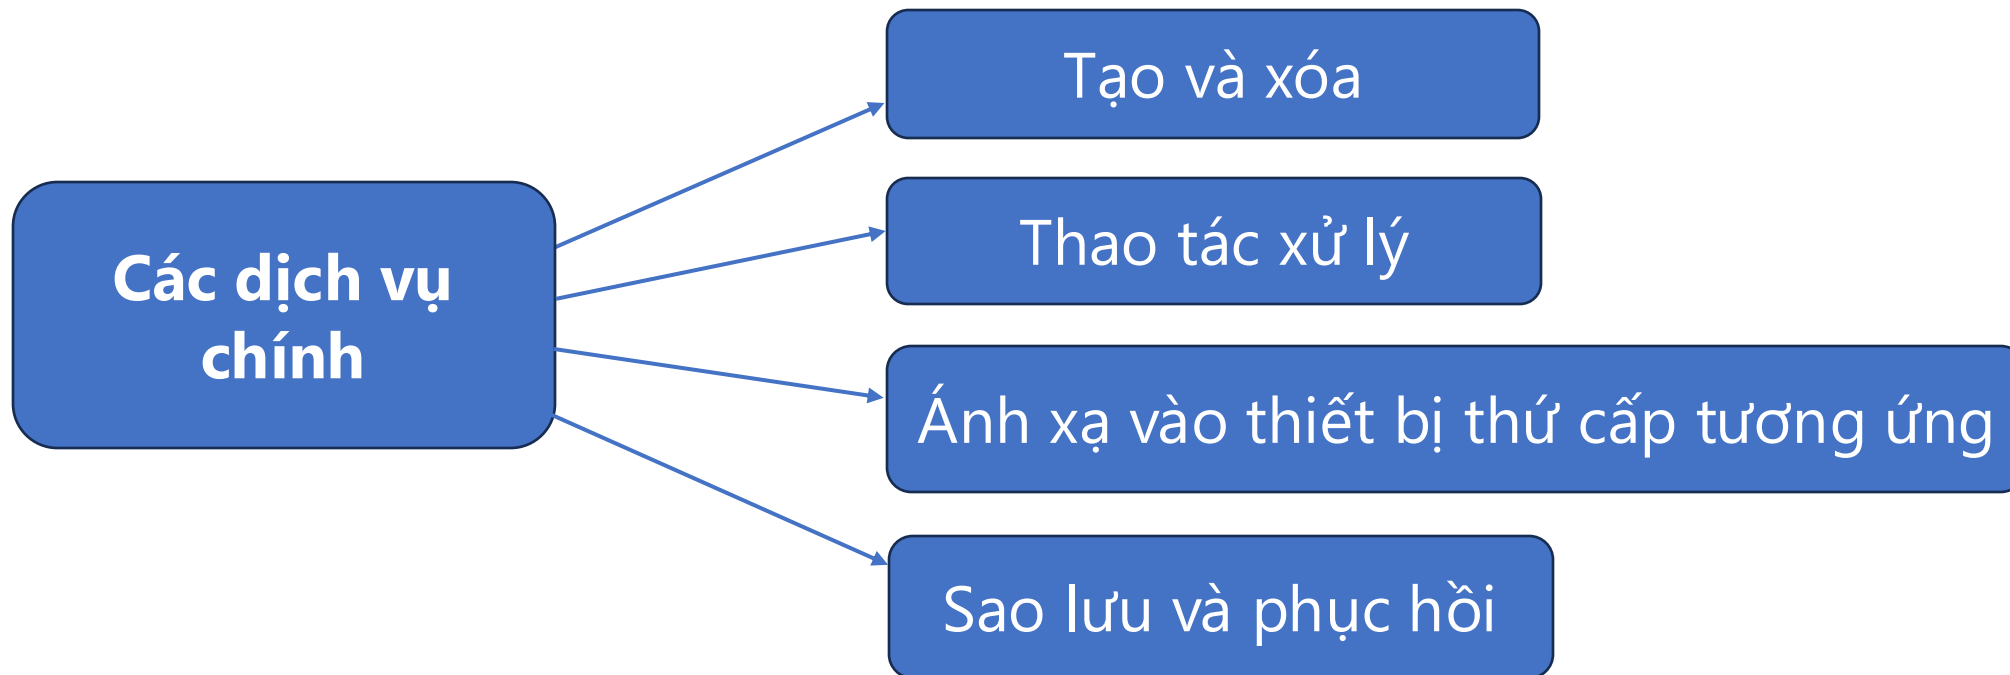 Các dịch vụ
chính
Tạo và xóa
Thao tác xử lý
Ánh xạ vào thiết bị thứ cấp tương ứng
Sao lưu và phục hồi